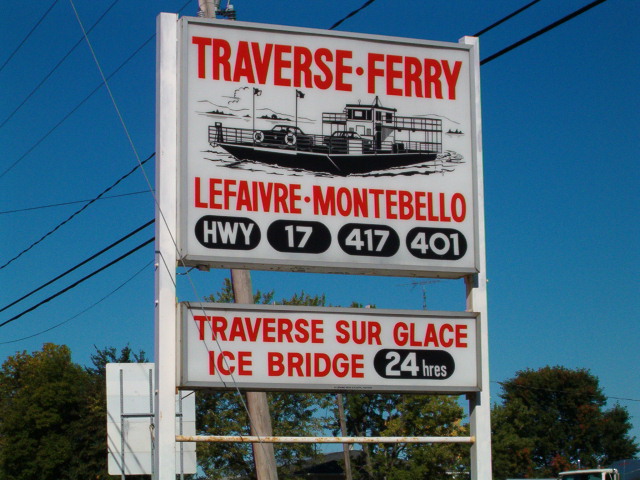 TRAVERSE·FERRY
LEFAIVRE·MONTEBELLO
HWY 17 417 401
TRAVERSE SUR GLACE
ICE BRIDGE 24 hres